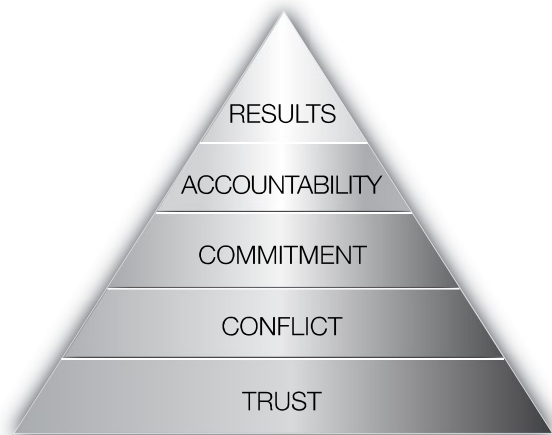 RESULTS
ACCOUNTABILITY
COMMITMENT
CONFLICT
TRUST